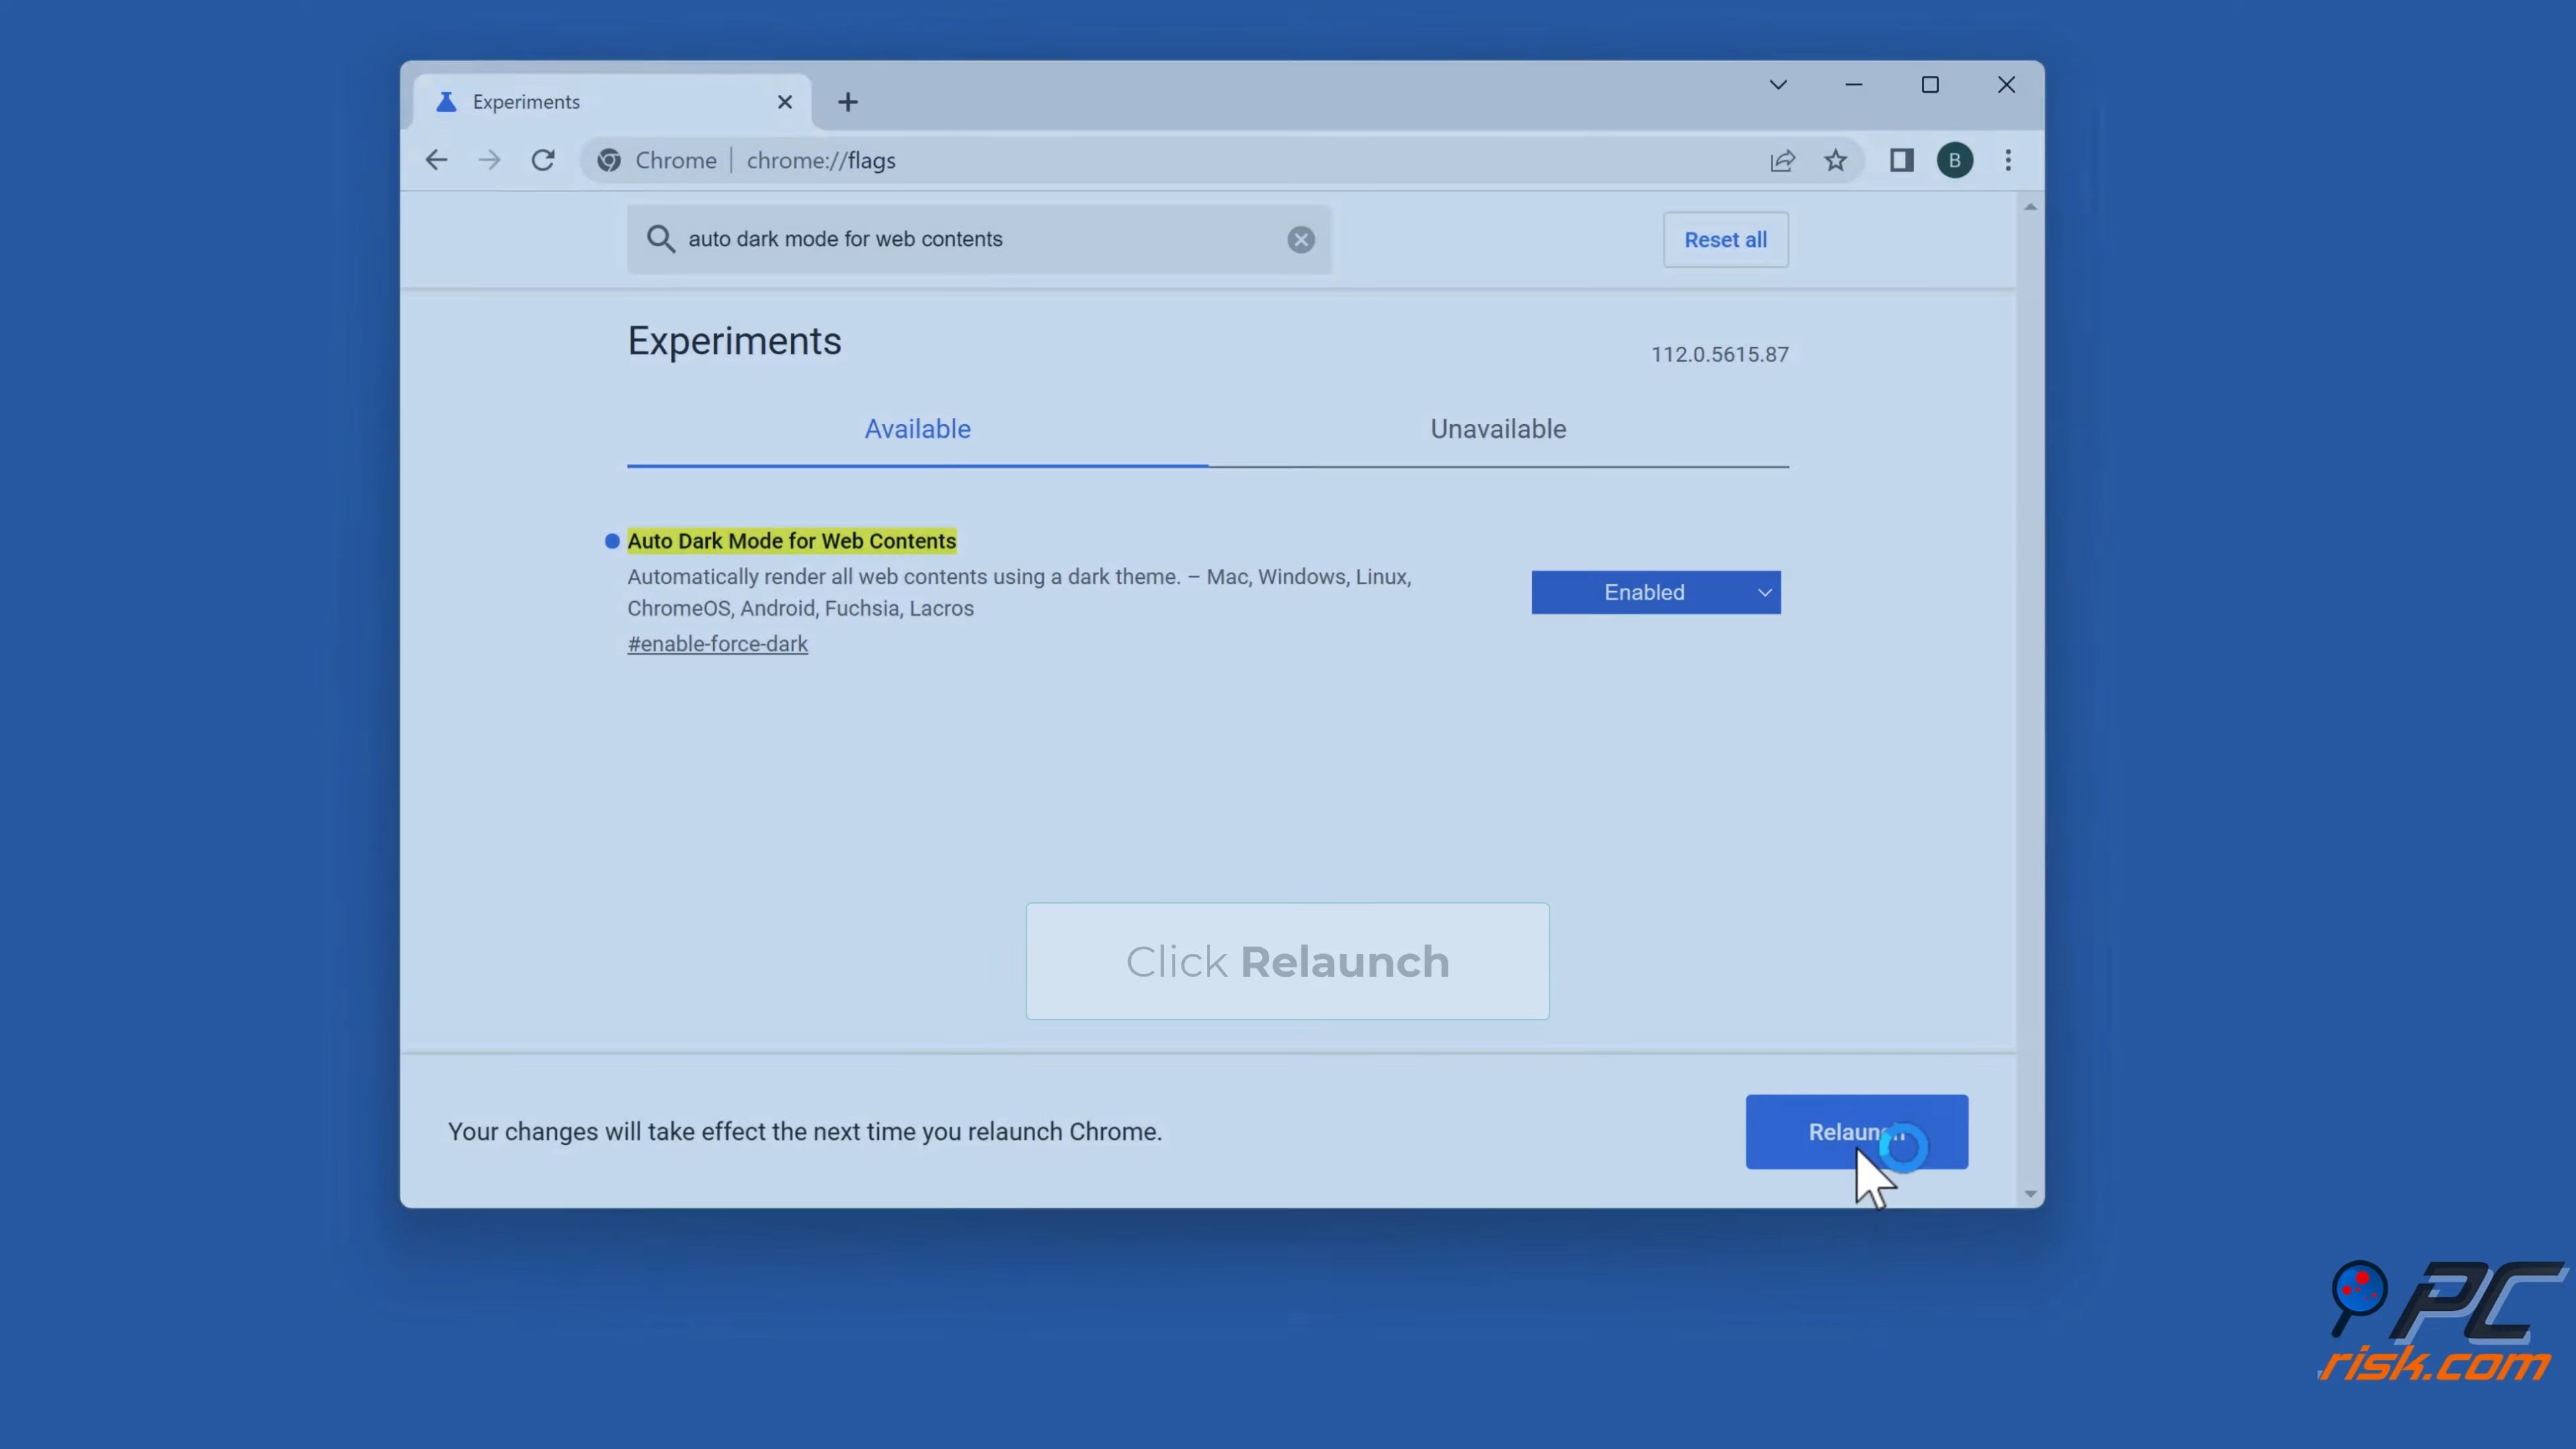 Experiments
Chrome chrome://flags
B
auto dark mode for web contents
Reset all
Experiments
112.0.5615.87
Available
Unavailable
Auto Dark Mode for Web Contents
Automatically render all web contents using a dark theme. – Mac, Windows, Linux,
ChromeOS, Android, Fuchsia, Lacros
#enable-force-dark
Enabled
Click Relaunch
Your changes will take effect the next time you relaunch Chrome.
Relaunch
PC
risk.com